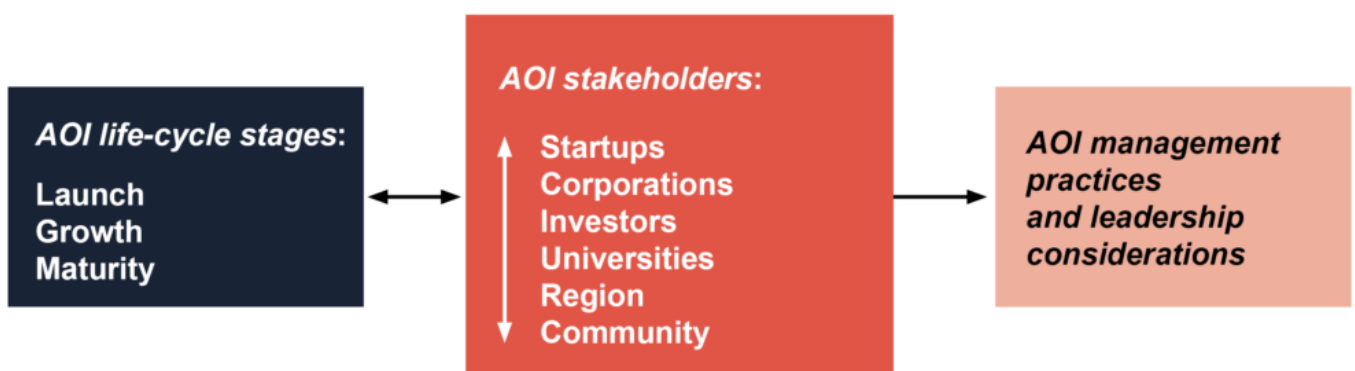 AOI life-cycle stages:
Launch
Growth
Maturity
AOI stakeholders:
Startups
Corporations
Investors
Universities
Region
Community
AOI management
practices
and leadership
considerations